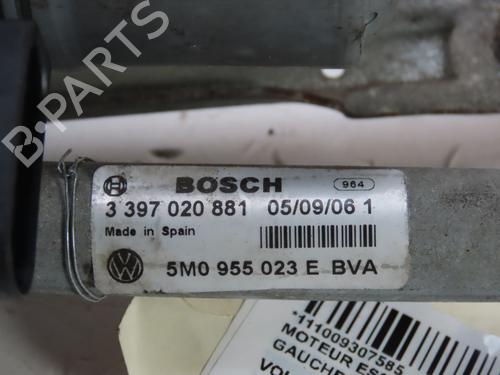 BOSCH 964
3 397 020 881 05/09/06 1
Made in Spain
5M0 955 023 E BVA
*111009307585
MOTEUR ES
GAUCHE
VOL
B-PARTS